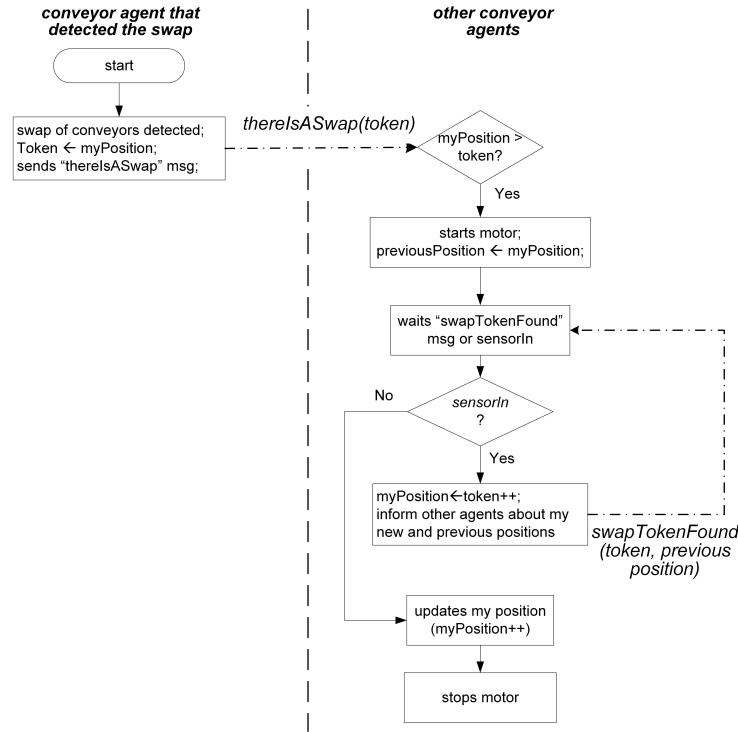 conveyor agent that
detected the swap
other conveyor
agents
start
swap of conveyors detected;
Token ← myPosition;
sends “thereIsASwap” msg;
thereIsASwap(token)
myPosition >
token?
Yes
starts motor;
previousPosition ← myPosition;
waits “swapTokenFound”
msg or sensorIn
No
sensorIn
?
Yes
myPosition←token++;
inform other agents about my
new and previous positions
swapTokenFound
(token, previous
position)
updates my position
(myPosition++)
stops motor